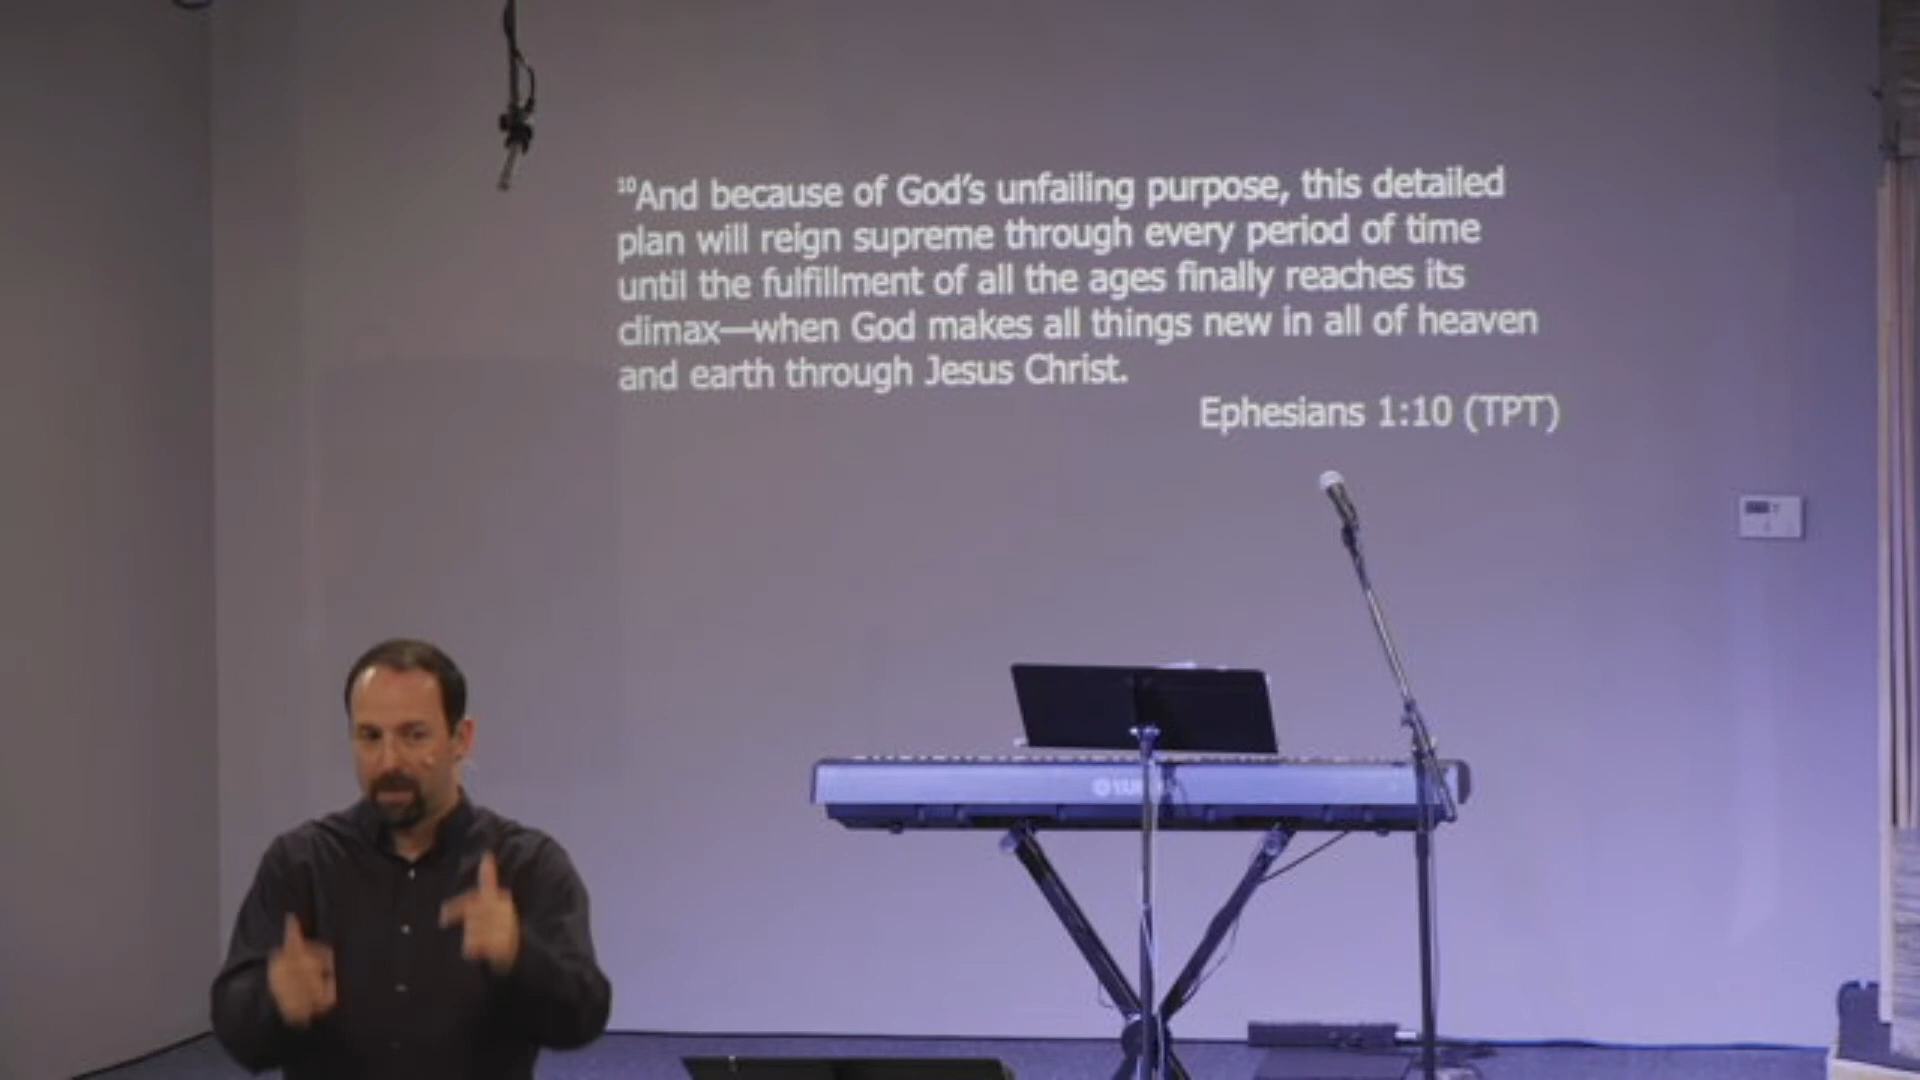 ¹⁰And because of God's unfailing purpose, this detailed
plan will reign supreme through every period of time
until the fulfillment of all the ages finally reaches its
climax—when God makes all things new in all of heaven
and earth through Jesus Christ.
Ephesians 1:10 (TPT)